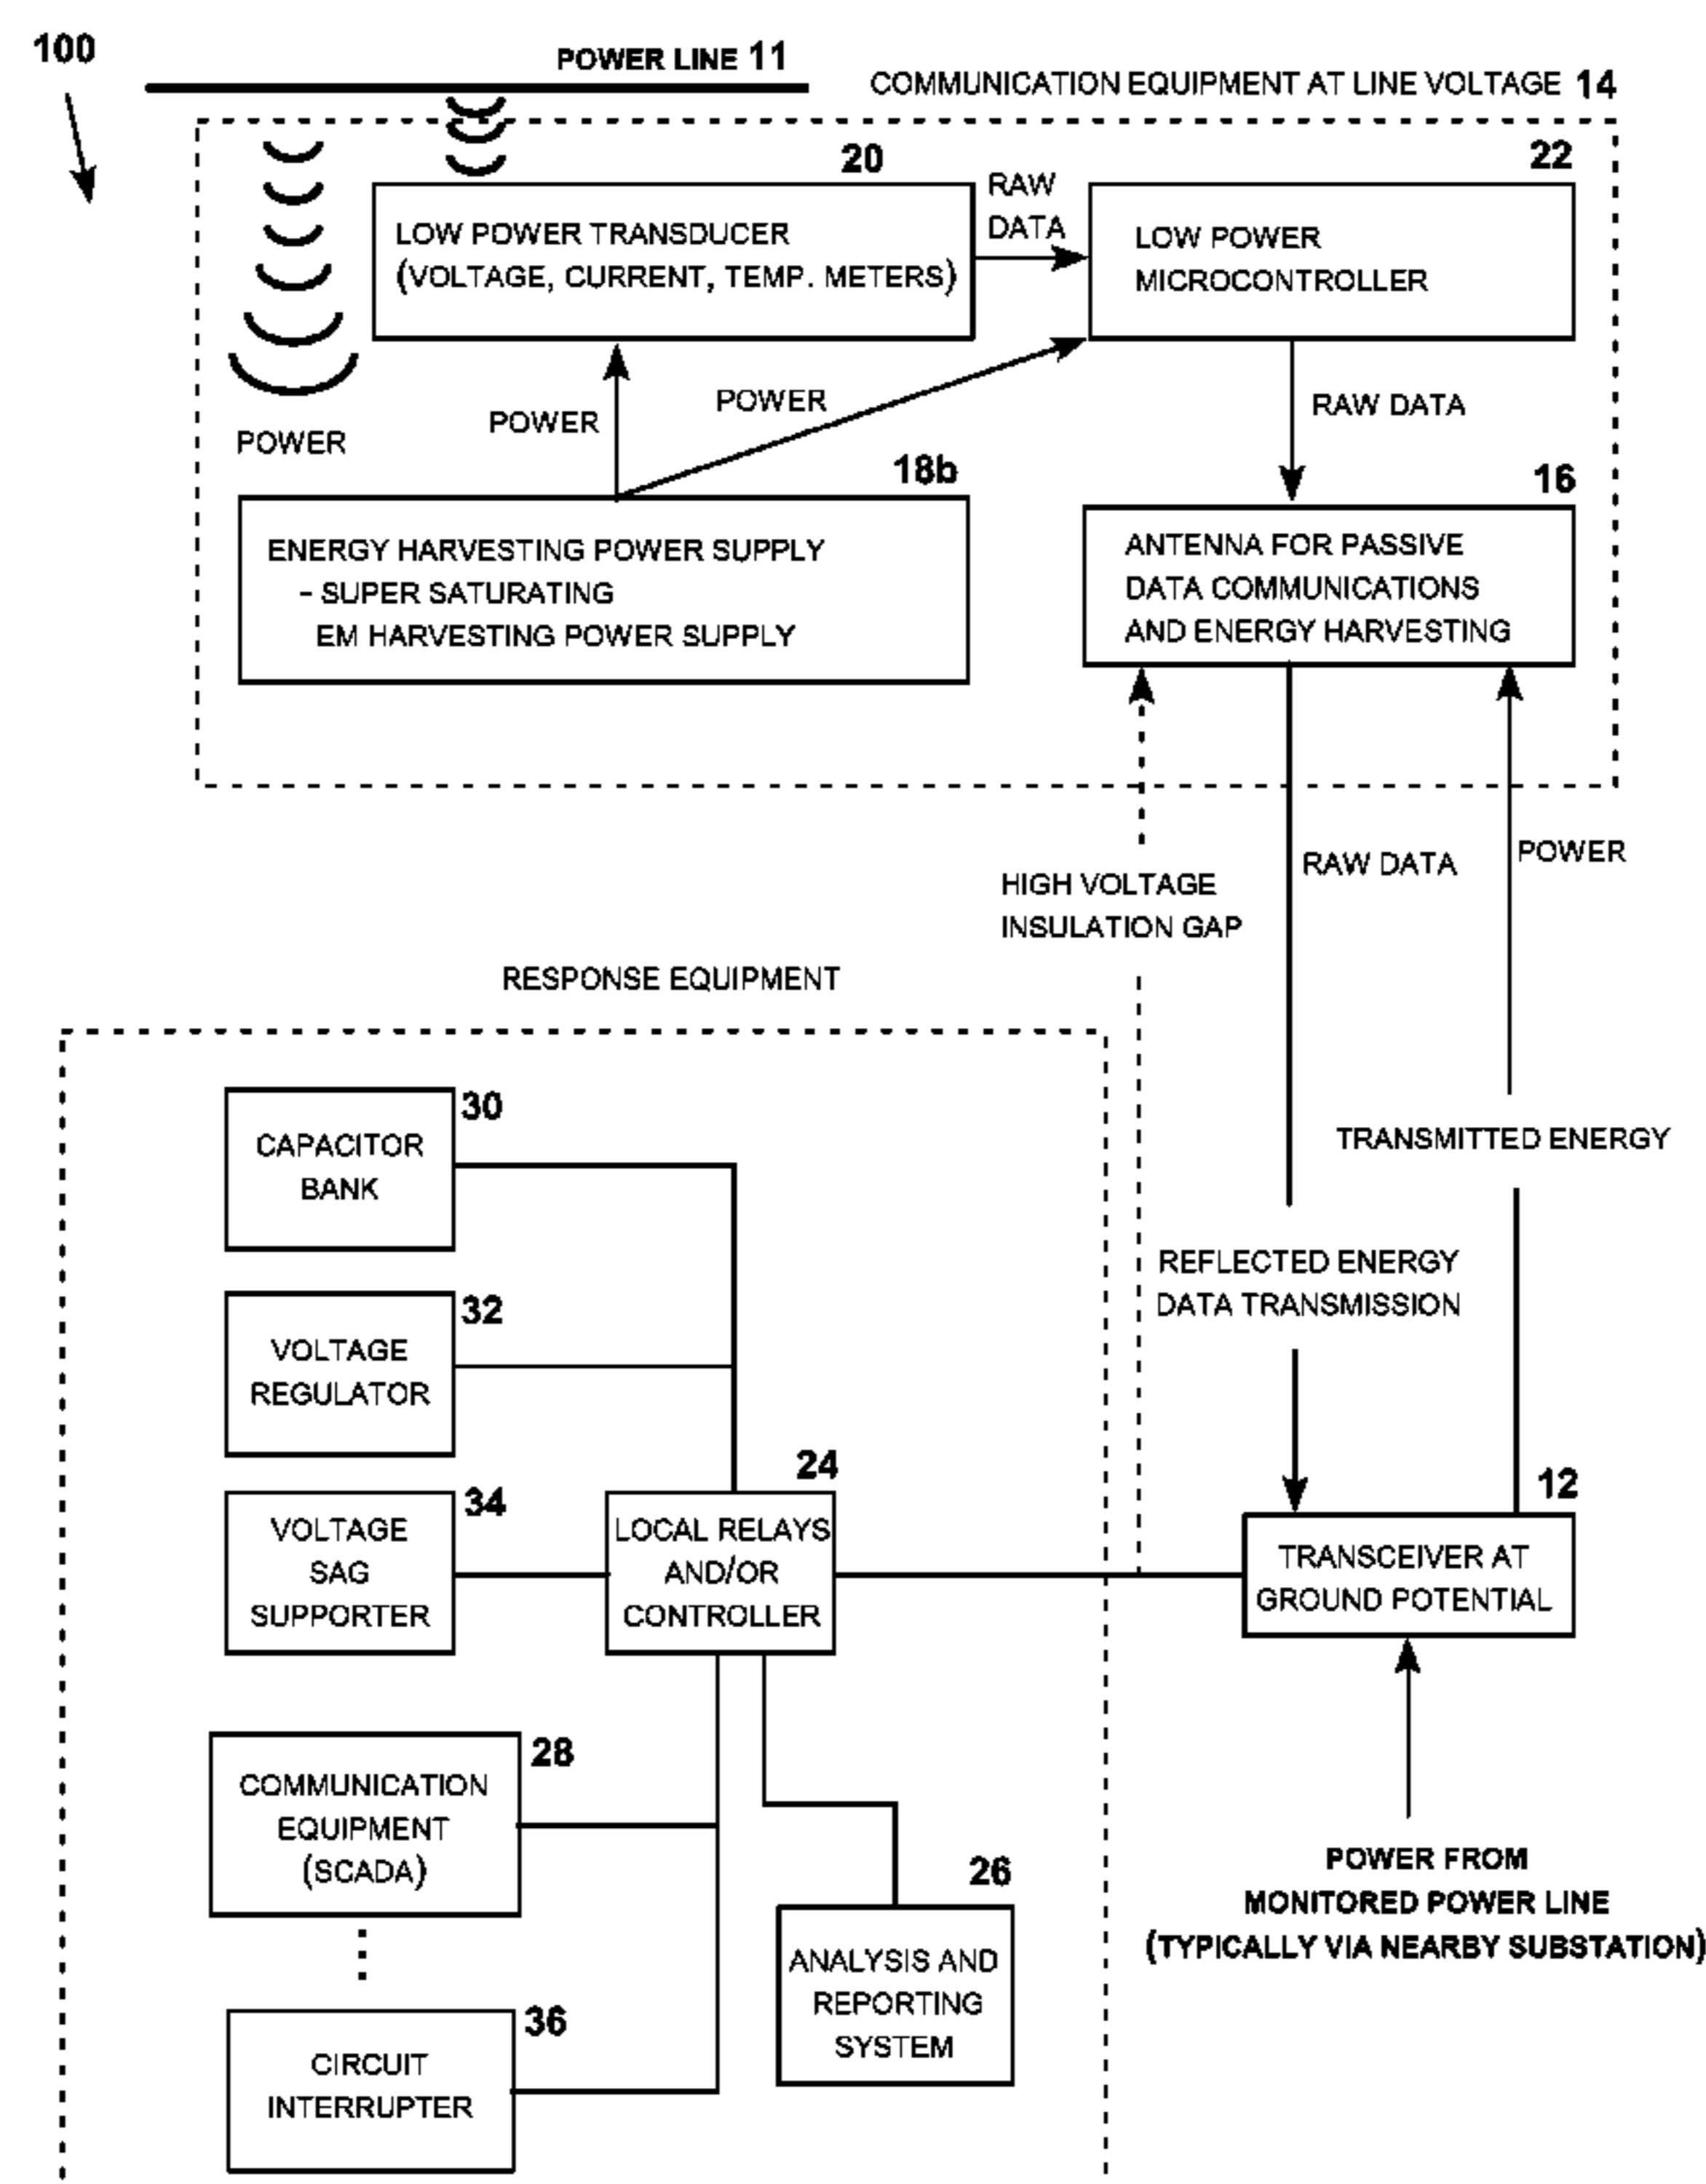 100
POWER LINE 11
COMMUNICATION EQUIPMENT AT LINE VOLTAGE 14
20
LOW POWER TRANSDUCER
(VOLTAGE, CURRENT, TEMP. METERS)
RAW
DATA
22
LOW POWER
MICROCONTROLLER
POWER
POWER
POWER
RAW DATA
18b
ENERGY HARVESTING POWER SUPPLY
- SUPER SATURATING
EM HARVESTING POWER SUPPLY
16
ANTENNA FOR PASSIVE
DATA COMMUNICATIONS
AND ENERGY HARVESTING
HIGH VOLTAGE
INSULATION GAP
RAW DATA
POWER
TRANSMITTED ENERGY
REFLECTED ENERGY
DATA TRANSMISSION
RESPONSE EQUIPMENT
30
CAPACITOR
BANK
32
VOLTAGE
REGULATOR
34
VOLTAGE
SAG
SUPPORTER
24
LOCAL RELAYS
AND/OR
CONTROLLER
12
TRANSCEIVER AT
GROUND POTENTIAL
28
COMMUNICATION
EQUIPMENT
(SCADA)
26
ANALYSIS AND
REPORTING
SYSTEM
36
CIRCUIT
INTERRUPTER
POWER FROM
MONITORED POWER LINE
(TYPICALLY VIA NEARBY SUBSTATION)